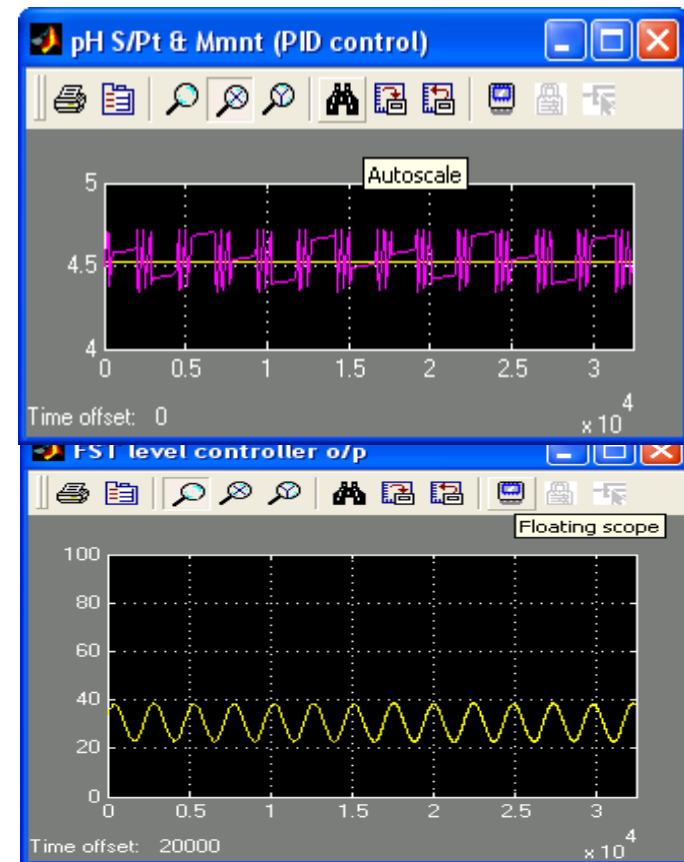 pH S/Pt & Mmnt (PID control)
Autoscale
5
4.5
4
0 0.5 1 1.5 2 2.5 3
Time offset: 0
x 10 4
FST level controller o/p
Floating scope
100
80
60
40
20
0
0 0.5 1 1.5 2 2.5 3
Time offset: 20000
x 10 4